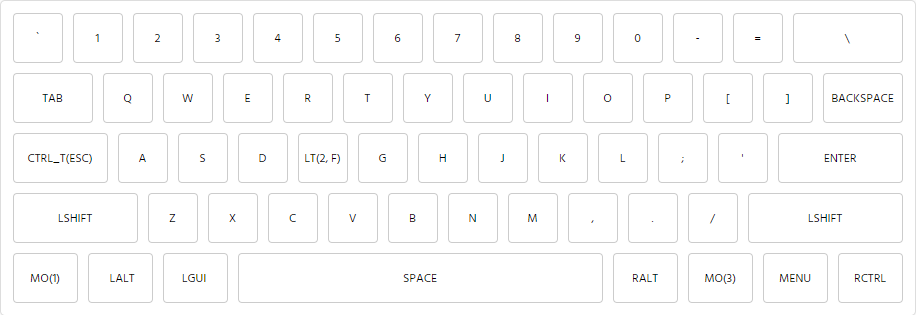 ` 1 2 3 4 5 6 7 8 9 0 - = \
TAB Q W E R T Y U I O P [ ] BACKSPACE
CTRL_T(ESC) A S D LT(2, F) G H J K L ; ' ENTER
LSHIFT Z X C V B N M , . / LSHIFT
MO(1) LALT LGUI SPACE RALT MO(3) MENU RCTRL